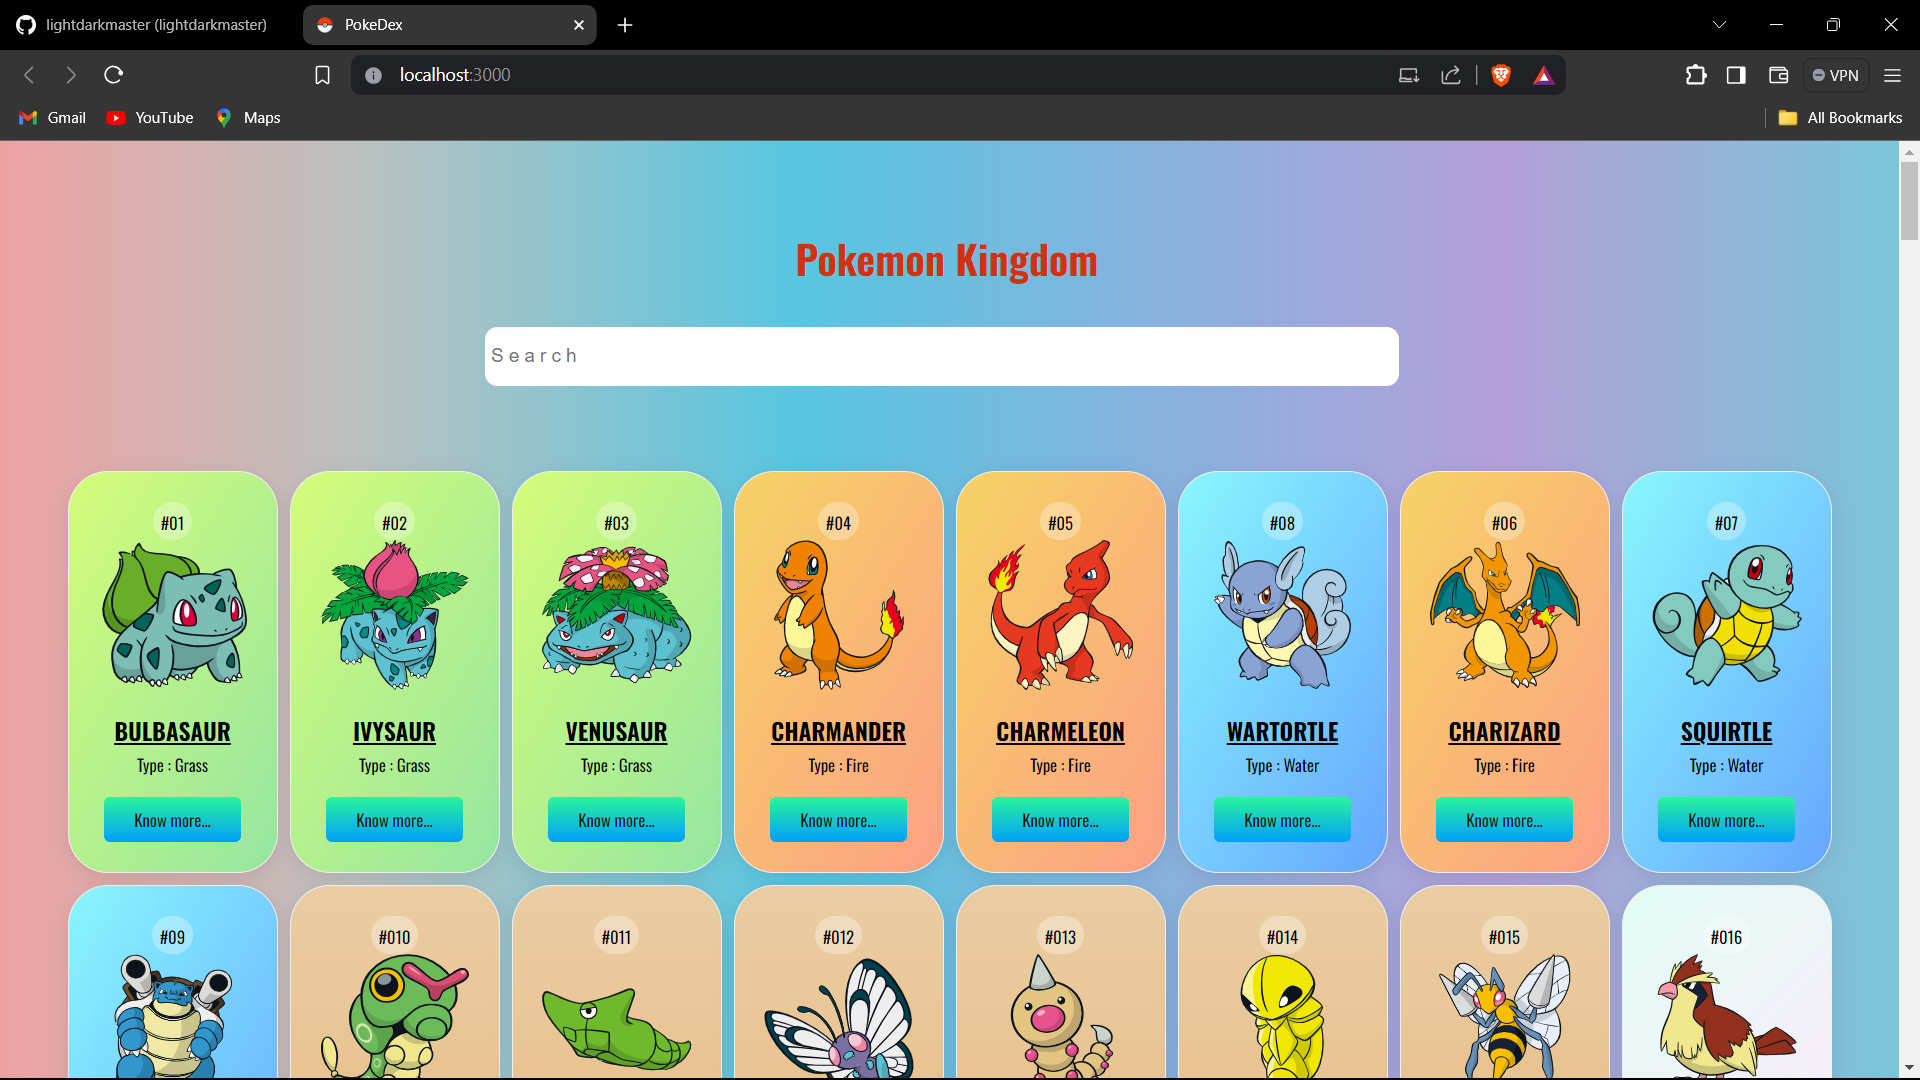 lightdarkmaster (lightdarkmaster)
PokeDex
localhost:3000
VPN
Gmail
YouTube
Maps
All Bookmarks
Pokemon Kingdom
Search
#01
#02
#03
#04
#05
#08
#06
#07
BULBASAUR
IVYSAUR
VENUSAUR
CHARMANDER
CHARMELEON
WARTORTLE
CHARIZARD
SQUIRTLE
Type : Grass
Type : Grass
Type : Grass
Type : Fire
Type : Fire
Type : Water
Type : Fire
Type : Water
Know more...
Know more...
Know more...
Know more...
Know more...
Know more...
Know more...
Know more...
#09
#010
#011
#012
#013
#014
#015
#016